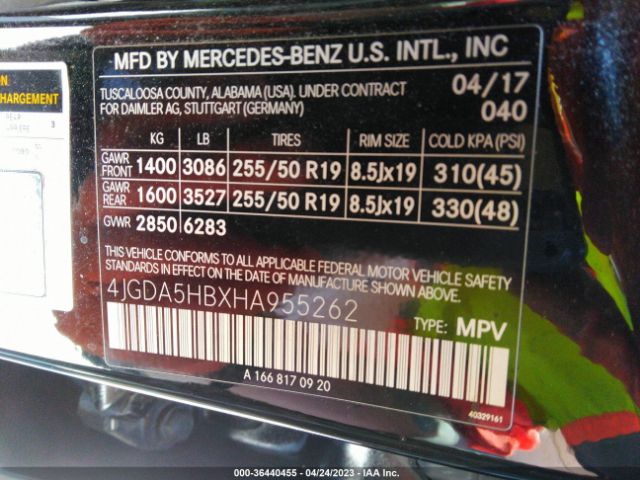 ON
HARGEMENT
MFD BY MERCEDES-BENZ U.S. INTL., INC
TUSCALOOSA COUNTY, ALABAMA (USA). UNDER CONTRACT 04/17
FOR DAIMLER AG, STUTTGART (GERMANY) 040
KG LB TIRES RIM SIZE COLD KPA (PSI)
GAWR FRONT 1400 3086 255/50 R19 8.5Jx19 310(45)
GAWR REAR 1600 3527 255/50 R19 8.5Jx19 330(48)
GVWR 2850 6283
THIS VEHICLE CONFORMS TO ALL APPLICABLE FEDERAL MOTOR VEHICLE SAFETY
STANDARDS IN EFFECT ON THE DATE OF MANUFACTURE SHOWN ABOVE.
4JGDA5HBXHA955262
TYPE: MPV
A 166 817 09 20
40329161
000-36440455 - 04/24/2023 - IAA Inc.